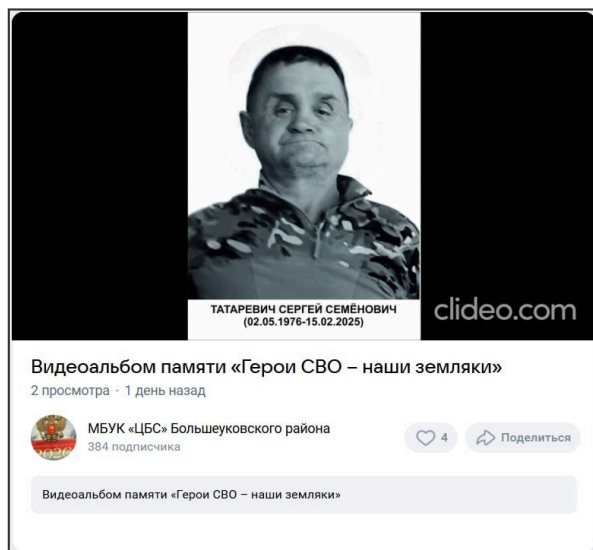 ТАТАРЕВИЧ СЕРГЕЙ СЕМЁНОВИЧ
(02.05.1976-15.02.2025)
clideo.com
Видеоальбом памяти «Герои СВО – наши земляки»
2 просмотра · 1 день назад
МБУК «ЦБС» Большеуковского района
384 подписчика
4
Поделиться
Видеоальбом памяти «Герои СВО – наши земляки»